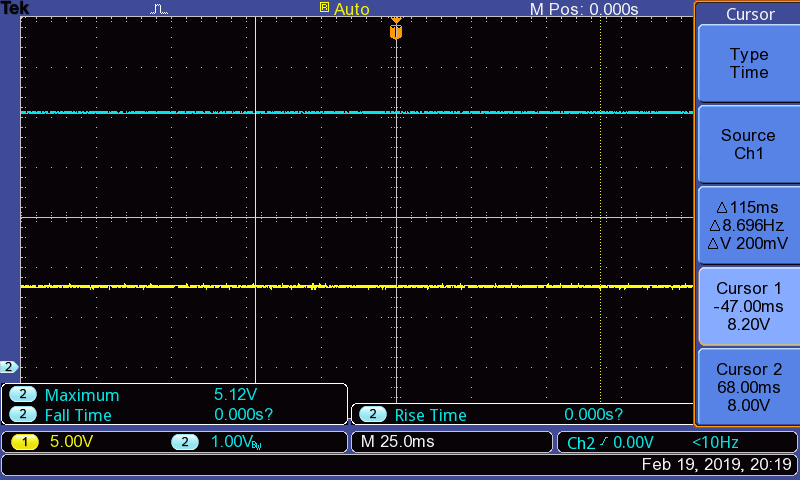 Tek
R Auto
M Pos: 0.000s
Cursor
T
Type
Time
Source
Ch1
△115ms
△8.696Hz
△V 200mV
Cursor 1
-47.00ms
8.20V
Cursor 2
68.00ms
8.00V
2
2 Maximum 5.12V
2 Fall Time 0.000s?
2 Rise Time 0.000s?
1 5.00V
2 1.00VBW
M 25.0ms
Ch2 / 0.00V <10Hz
Feb 19, 2019, 20:19